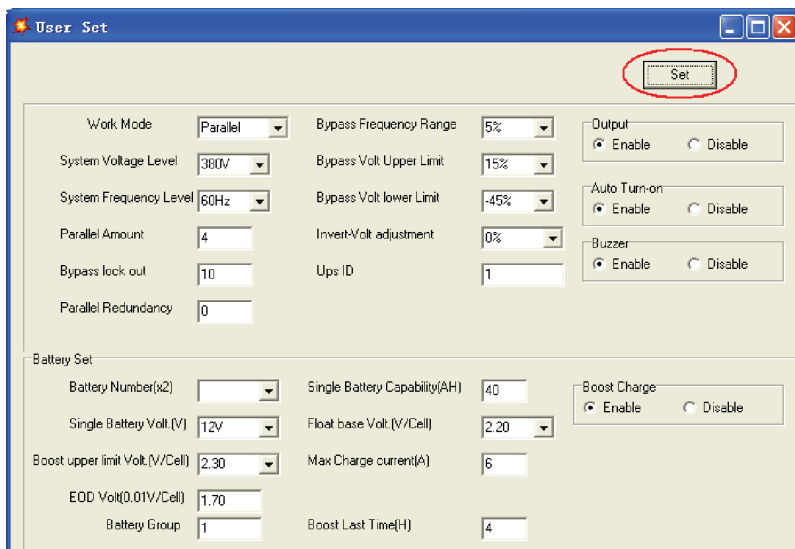 User Set
Set
Work Mode Parallel Bypass Frequency Range 5% Output
Enable Disable
System Voltage Level 380V Bypass Volt Upper Limit 15%
Auto Turn-on
System Frequency Level 60Hz Bypass Volt lower Limit -45% Enable Disable
Parallel Amount 4 Invert-Volt adjustment 0% Buzzer
Enable Disable
Bypass lock out 10 Ups ID 1
Parallel Redundancy 0
Battery Set
Battery Number(x2) Single Battery Capability(AH) 40 Boost Charge
Enable Disable
Single Battery Volt.(V) 12V Float base Volt.(V/Cell) 2.20
Boost upper limit Volt.(V/Cell) 2.30 Max Charge current(A) 6
EOD Volt(0.01V/Cell) 1.70
Battery Group 1 Boost Last Time(H) 4